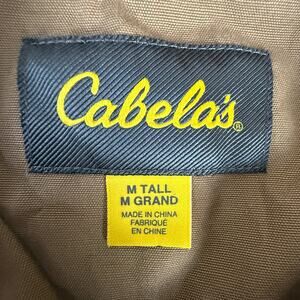 Cabela's®
M TALL
M GRAND
MADE IN CHINA
FABRIQUÉ
EN CHINE